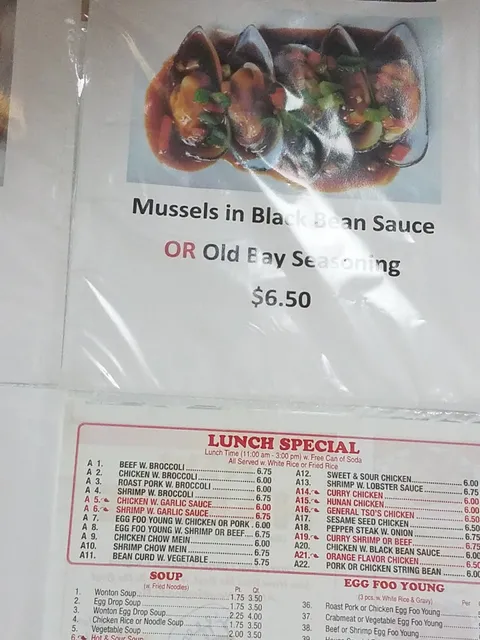 Mussels in Black Bean Sauce
OR Old Bay Seasoning
$6.50
LUNCH SPECIAL
Lunch Time (11:00 am - 3:00 pm) w. Free Can of Soda
All Served w. White Rice or Fried Rice
A 1. BEEF W. BROCCOLI 6.75
A 2. CHICKEN W. BROCCOLI 6.00
A 3. ROAST PORK W. BROCCOLI 6.00
A 4. SHRIMP W. BROCCOLI 6.75
A 5. CHICKEN W. GARLIC SAUCE 6.00
A 6. SHRIMP W. GARLIC SAUCE 6.75
A 7. EGG FOO YOUNG W. CHICKEN OR PORK 6.00
A 8. EGG FOO YOUNG W. SHRIMP OR BEEF 6.75
A 9. CHICKEN CHOW MEIN 6.00
A10. SHRIMP CHOW MEIN 6.75
A11. BEAN CURD W. VEGETABLE 5.75
A12. SWEET & SOUR CHICKEN 6.00
A13. SHRIMP W. LOBSTER SAUCE 6.75
A14. CURRY CHICKEN 6.00
A15. HUNAN CHICKEN 6.00
A16. GENERAL TSO'S CHICKEN 6.50
A17. SESAME SEED CHICKEN 6.50
A18. PEPPER STEAK W. ONION 6.75
A19. CURRY SHRIMP OR BEEF 6.75
A20. CHICKEN W. BLACK BEAN SAUCE 6.00
A21. ORANGE FLAVOR CHICKEN 6.50
A22. PORK OR CHICKEN STRING BEAN 6.00
SOUP
(w. Fried Noodles)
Pt. Qt.
1. Wonton Soup 1.75 3.50
2. Egg Drop Soup 1.75 3.50
3. Wonton Egg Drop Soup 2.25 4.00
4. Chicken Rice or Noodle Soup 1.75 3.50
5. Vegetable Soup 2.00 3.50
6. Hot & Sour Soup
EGG FOO YOUNG
(3 pcs. w. White Rice & Gravy) Per
36. Roast Pork or Chicken Egg Foo Young
37. Crabmeat or Vegetable Egg Foo Young
38. Beef or Shrimp Egg Foo Young